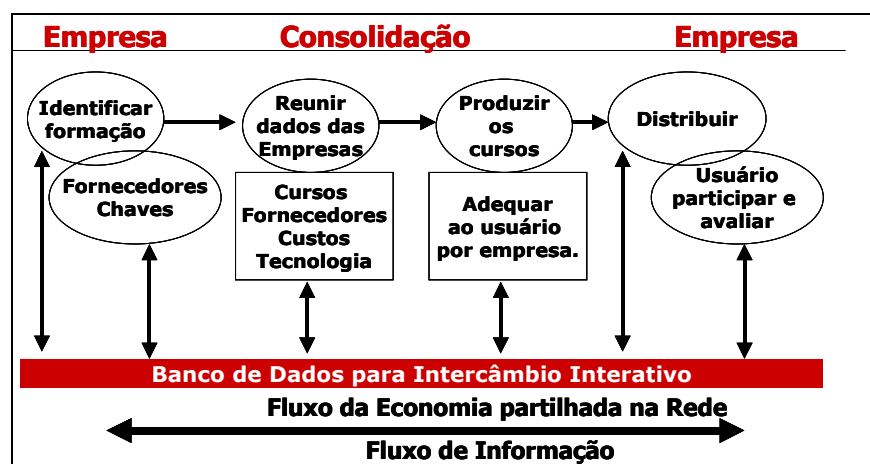 Empresa
Consolidação
Empresa
Identificar
formação
Fornecedores
Chaves
Reunir
dados das
Empresas
Cursos
Fornecedores
Custos
Tecnologia
Produzir
os
cursos
Adequar
ao usuário
por empresa.
Distribuir
Usuário
participar e
avaliar
Banco de Dados para Intercâmbio Interativo
Fluxo da Economia partilhada na Rede
Fluxo de Informação